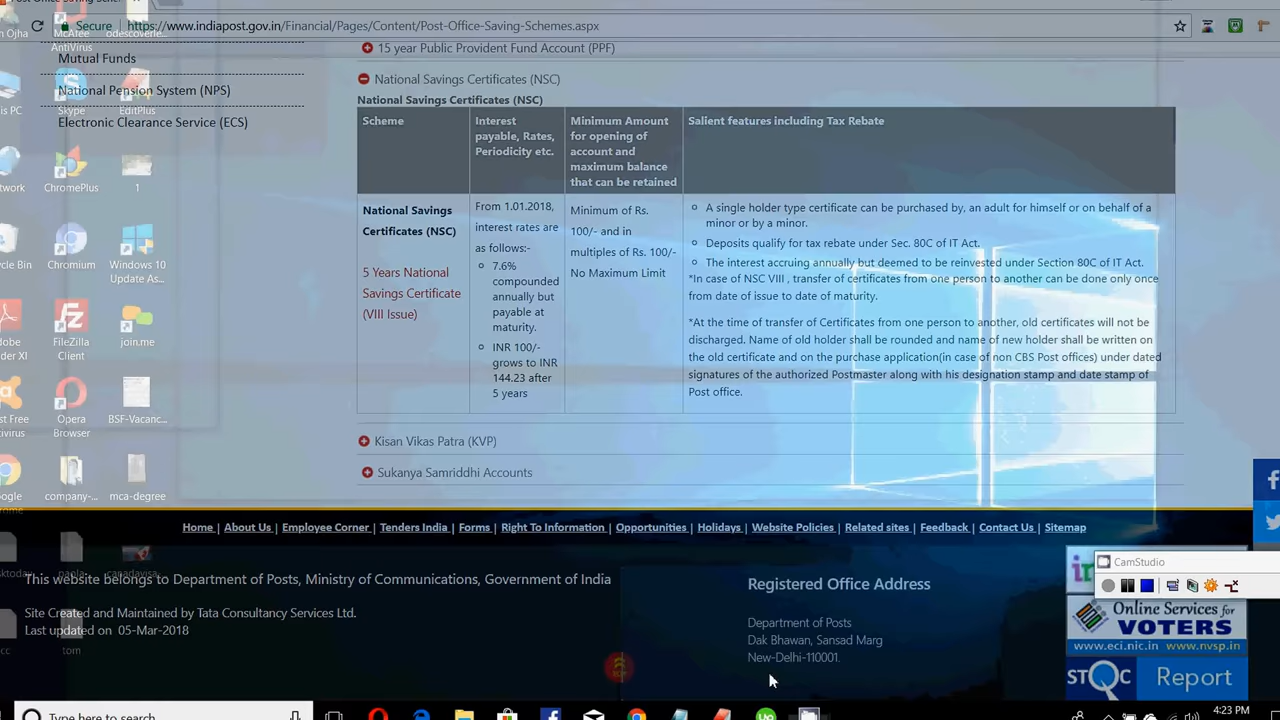 Secure
https://www.indiapost.gov.in/Financial/Pages/Content/Post-Office-Saving-Schemes.aspx
Mutual Funds
National Pension System (NPS)
Electronic Clearance Service (ECS)
15 year Public Provident Fund Account (PPF)
National Savings Certificates (NSC)
National Savings Certificates (NSC)
Scheme
Interest
payable, Rates,
Periodicity etc.
Minimum Amount
for opening of
account and
maximum balance
that can be retained
Salient features including Tax Rebate
National Savings
Certificates (NSC)
5 Years National
Savings Certificate
(VIII Issue)
From 1.01.2018,
interest rates are
as follows:-
7.6%
compounded
annually but
payable at
maturity.
INR 100/-
grows to INR
144.23 after
5 years
Minimum of Rs.
100/- and in
multiples of Rs. 100/-
No Maximum Limit
A single holder type certificate can be purchased by, an adult for himself or on behalf of a
minor or by a minor.
Deposits qualify for tax rebate under Sec. 80C of IT Act.
The interest accruing annually but deemed to be reinvested under Section 80C of IT Act.
*In case of NSC VIII , transfer of certificates from one person to another can be done only once
from date of issue to date of maturity.
*At the time of transfer of Certificates from one person to another, old certificates will not be
discharged. Name of old holder shall be rounded and name of new holder shall be written on
the old certificate and on the purchase application(in case of non CBS Post offices) under dated
signatures of the authorized Postmaster along with his designation stamp and date stamp of
Post office.
Kisan Vikas Patra (KVP)
Sukanya Samriddhi Accounts
Ojha
McAfee
AntiVirus
Skype
EditPlus
ChromePlus
1
Chromium
Windows 10
Update As...
FileZilla
Client
join.me
Opera
Browser
BSF-Vacanc...
company-...
mca-degree
tom
Home | About Us | Employee Corner | Tenders India | Forms | Right To Information | Opportunities | Holidays | Website Policies | Related sites | Feedback | Contact Us | Sitemap
This website belongs to Department of Posts, Ministry of Communications, Government of India
Site Created and Maintained by Tata Consultancy Services Ltd.
Last updated on 05-Mar-2018
Registered Office Address
Department of Posts
Dak Bhawan, Sansad Marg
New-Delhi-110001.
CamStudio
Online Services for
VOTERS
www.eci.nic.in www.nvsp.in
STQC Report
Type here to search
4:23 PM